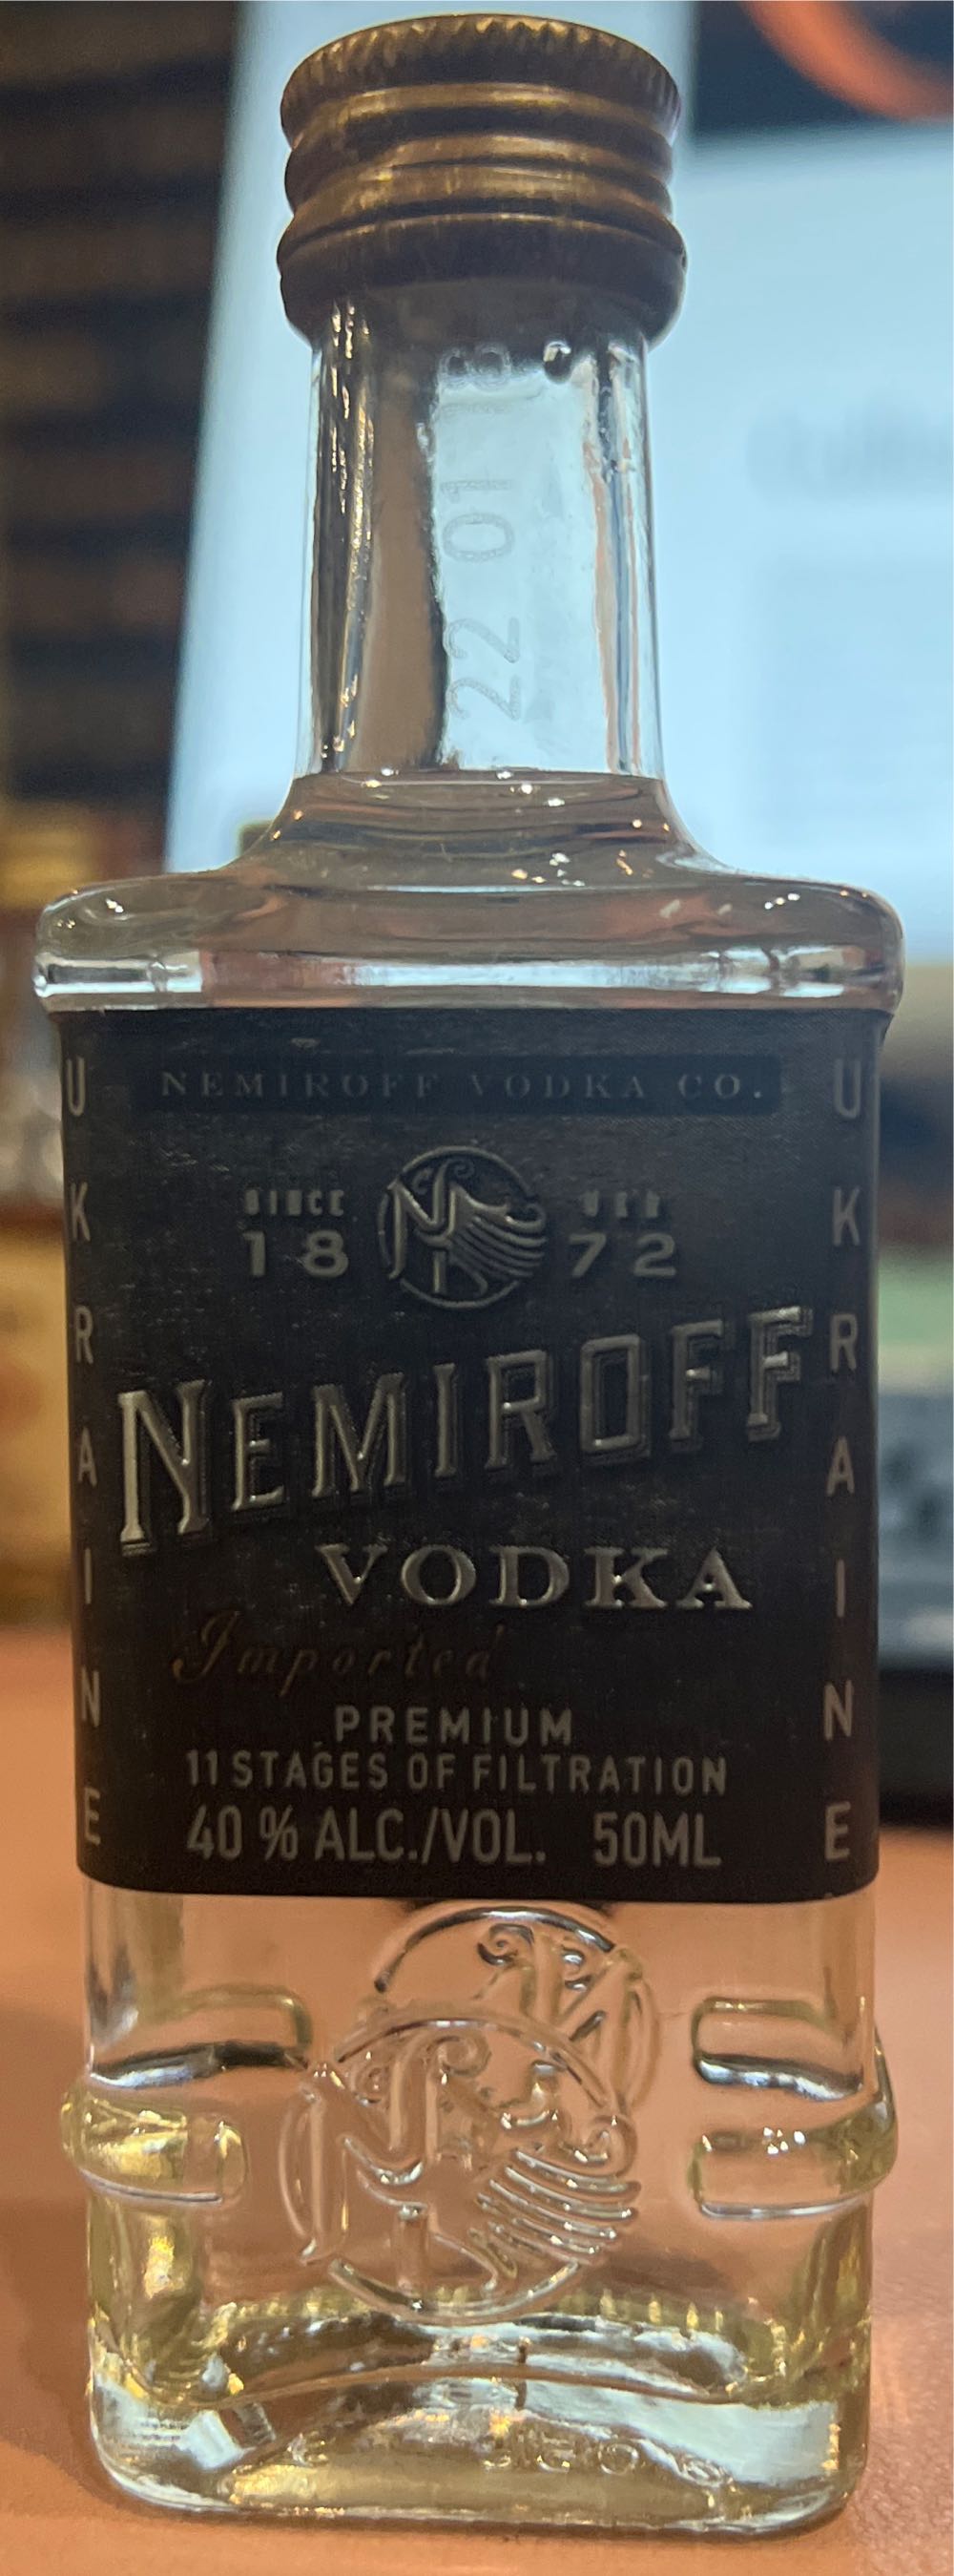 22 01
NEMIROFF VODKA CO.
SINCE
18 72
NEMIROFF
VODKA
Imported
PREMIUM
11 STAGES OF FILTRATION
40 % ALC./VOL. 50ML
UKRAINE
UKRAINE